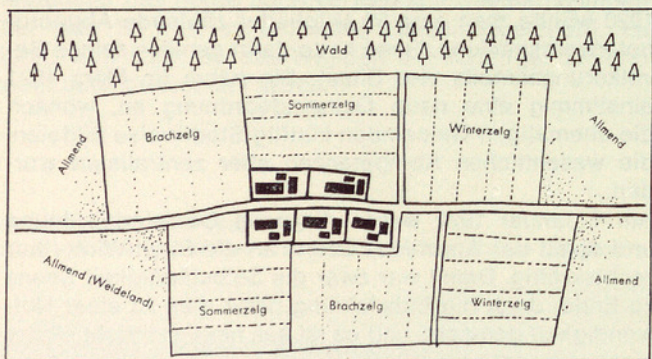 Wald
Sommerzelg
Brachzelg
Winterzelg
Allmend
Allmend
Allmend (Weideland)
Sommerzelg
Brachzelg
Winterzelg
Allmend